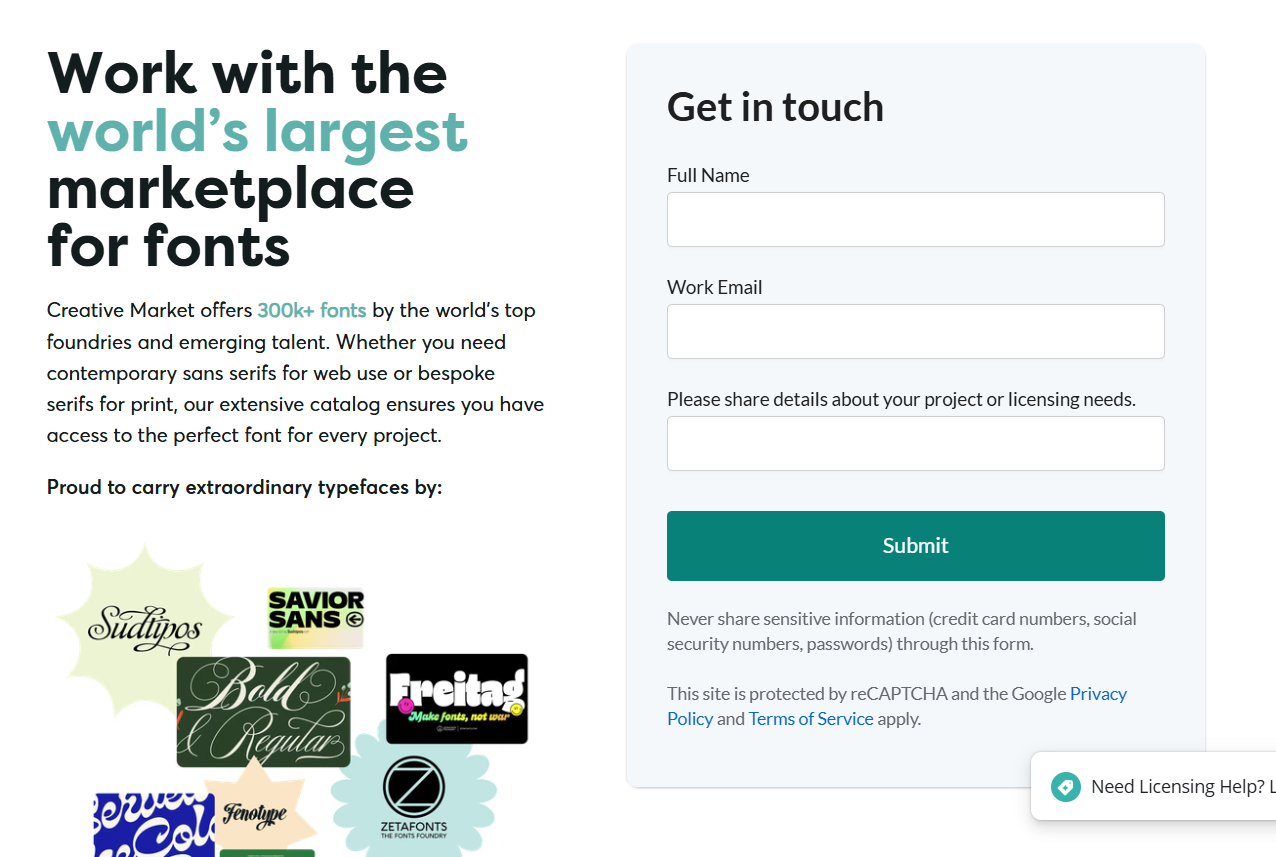 Work with the
world’s largest
marketplace
for fonts
Creative Market offers 300k+ fonts by the world’s top
foundries and emerging talent. Whether you need
contemporary sans serifs for web use or bespoke
serifs for print, our extensive catalog ensures you have
access to the perfect font for every project.
Proud to carry extraordinary typefaces by:
Sudtipos
SAVIOR
SANS
Bold
& Regular
Freitag
Make fonts, not war
Fenotype
ZETAFONTS
THE FONTS FOUNDRY
Get in touch
Full Name
Work Email
Please share details about your project or licensing needs.
Submit
Never share sensitive information (credit card numbers, social
security numbers, passwords) through this form.
This site is protected by reCAPTCHA and the Google Privacy
Policy and Terms of Service apply.
Need Licensing Help? L